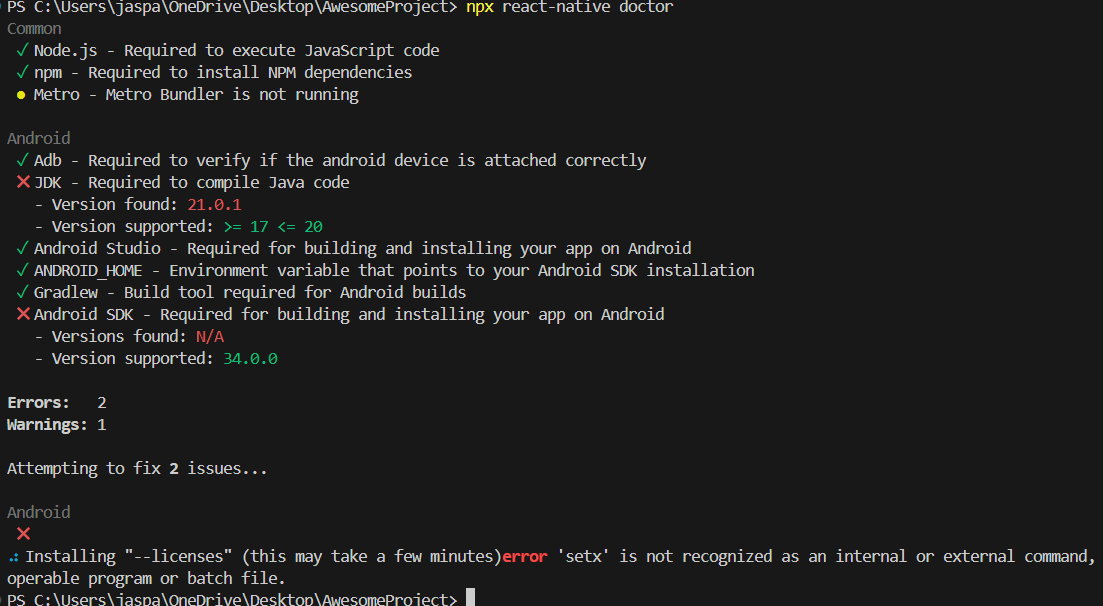 PS C:\Users\jaspa\OneDrive\Desktop\AwesomeProject> npx react-native doctor
Common
✓ Node.js - Required to execute JavaScript code
✓ npm - Required to install NPM dependencies
● Metro - Metro Bundler is not running
Android
✓ Adb - Required to verify if the android device is attached correctly
✕ JDK - Required to compile Java code
- Version found: 21.0.1
- Version supported: >= 17 <= 20
✓ Android Studio - Required for building and installing your app on Android
✓ ANDROID_HOME - Environment variable that points to your Android SDK installation
✓ Gradlew - Build tool required for Android builds
✕ Android SDK - Required for building and installing your app on Android
- Versions found: N/A
- Version supported: 34.0.0
Errors: 2
Warnings: 1
Attempting to fix 2 issues...
Android
✕
⠴ Installing "--licenses" (this may take a few minutes)error 'setx' is not recognized as an internal or external command,
operable program or batch file.
PS C:\Users\jaspa\OneDrive\Desktop\AwesomeProject>